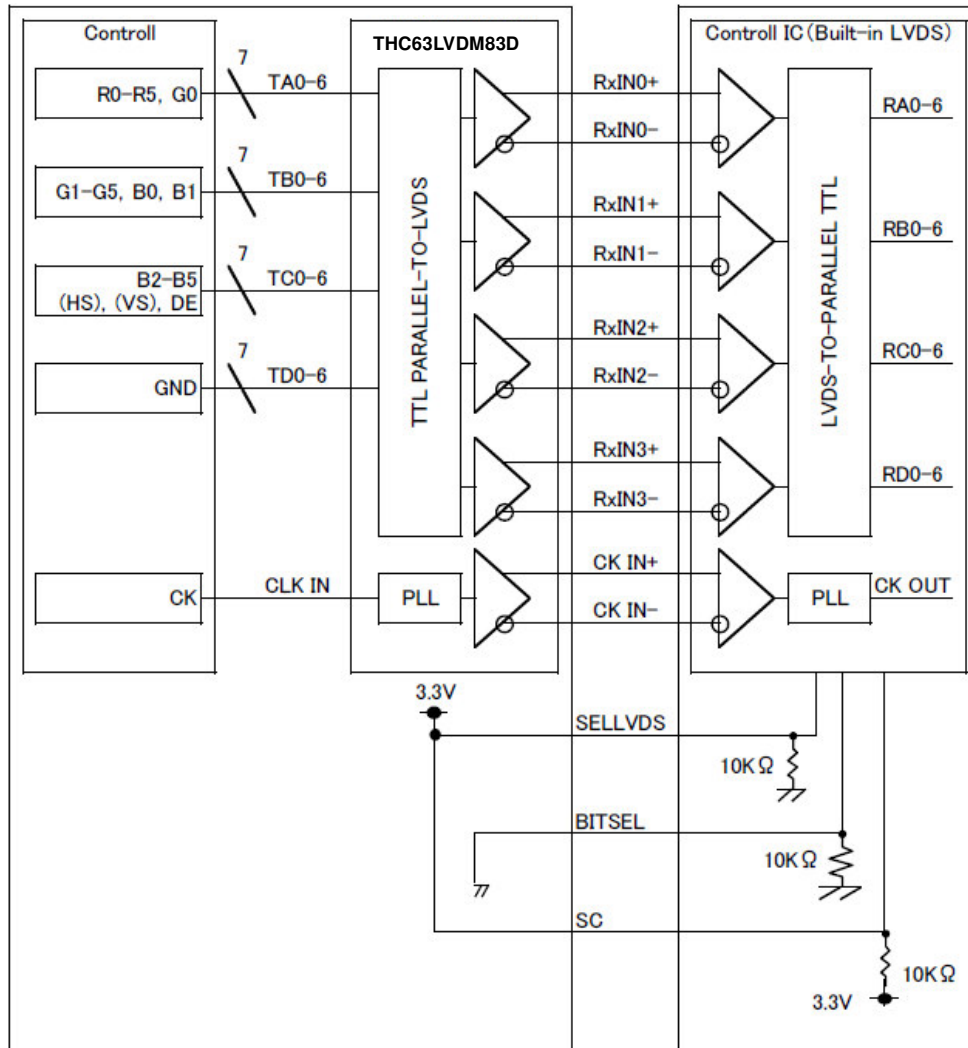 Controll
THC63LVDM83D
Controll IC(Built-in LVDS)
R0-R5, G0
7
TA0-6
RxIN0+
RxIN0-
RA0-6
G1-G5, B0, B1
7
TB0-6
RxIN1+
RxIN1-
RB0-6
B2-B5
(HS), (VS), DE
7
TC0-6
RxIN2+
RxIN2-
RC0-6
GND
7
TD0-6
RxIN3+
RxIN3-
RD0-6
TTL PARALLEL-TO-LVDS
LVDS-TO-PARALLEL TTL
CK
CLK IN
PLL
CK IN+
CK IN-
PLL
CK OUT
3.3V
SELLVDS
10KΩ
BITSEL
10KΩ
SC
10KΩ
3.3V